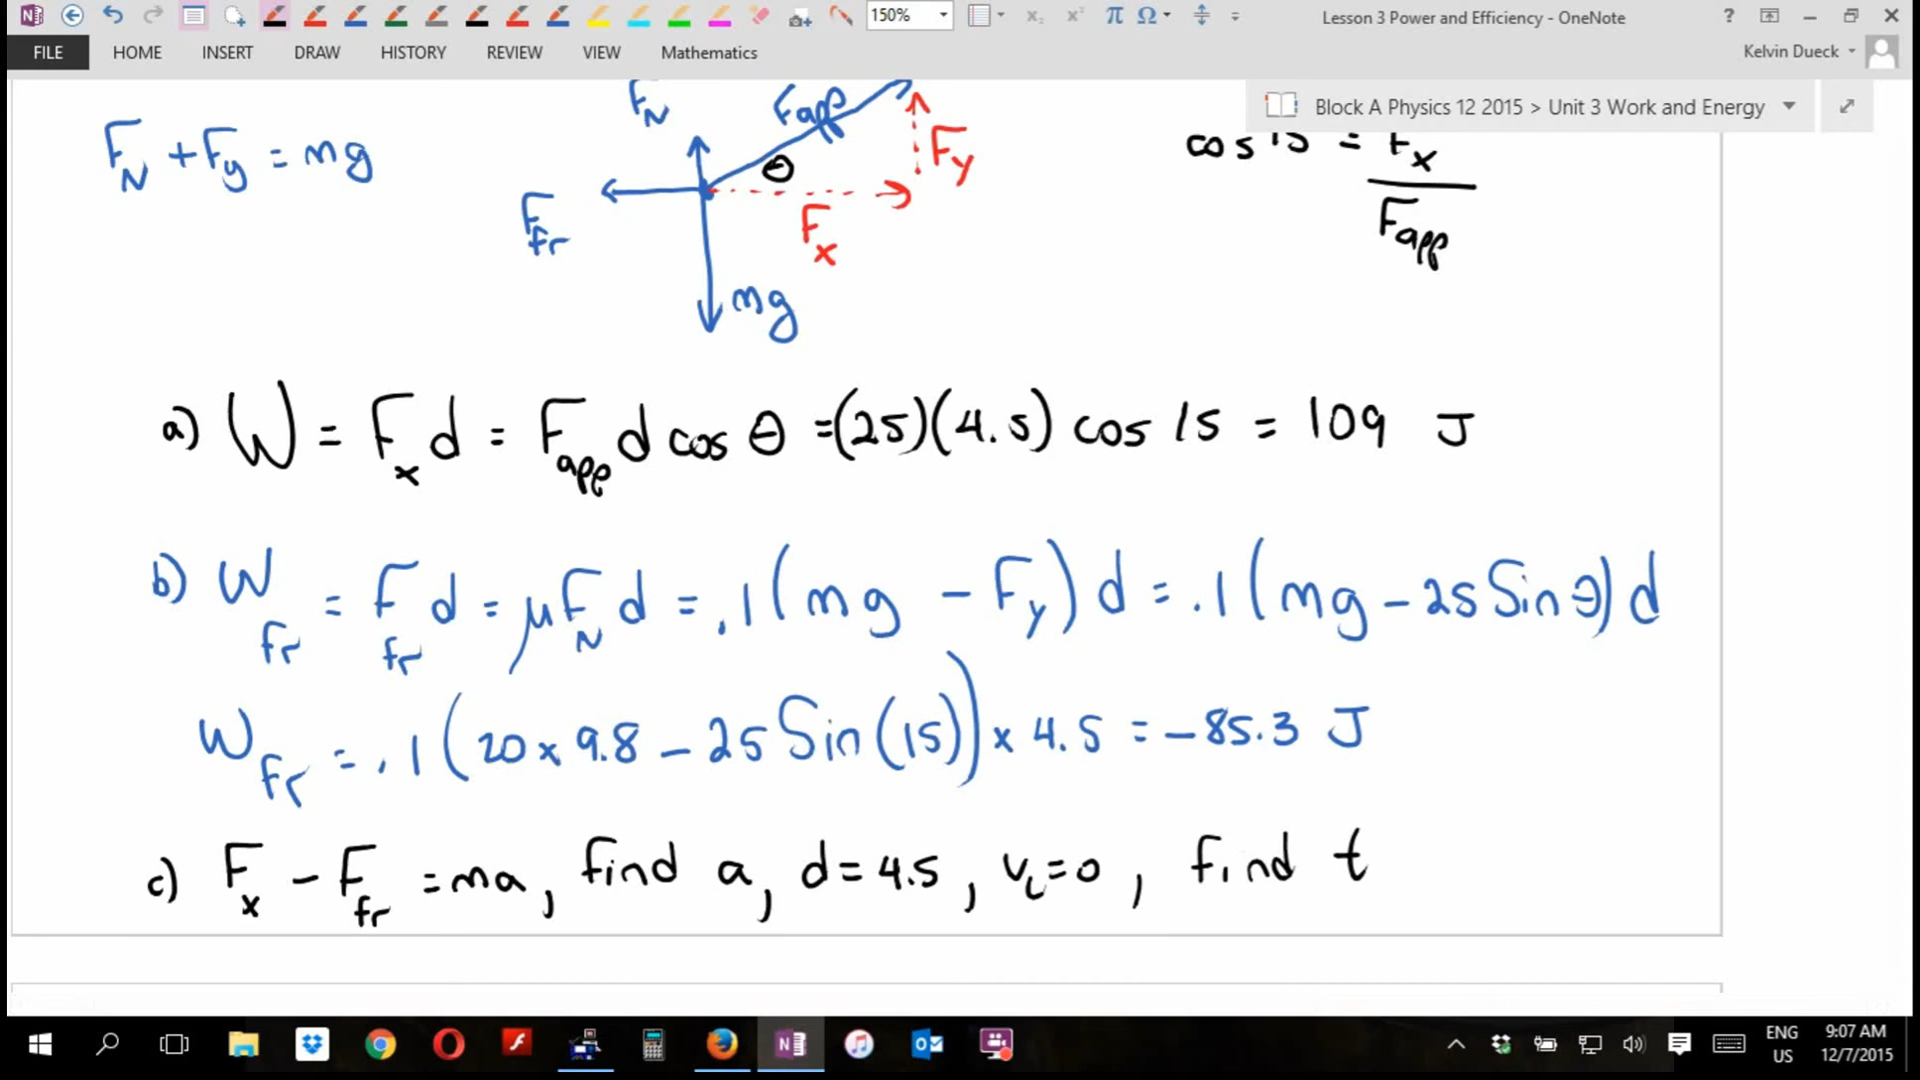 150%
π Ω
Lesson 3 Power and Efficiency - OneNote
?
FILE HOME INSERT DRAW HISTORY REVIEW VIEW Mathematics
Kelvin Dueck
Block A Physics 12 2015 > Unit 3 Work and Energy
F_N + F_y = mg
F_N
F_app
θ
F_y
F_x
F_fr
mg
cos 15 = F_x / F_app
a) W = F_x d = F_app d cos θ = (25)(4.5) cos 15 = 109 J
b) W_fr = F_fr d = μF_N d = .1(mg - F_y) d = .1(mg - 25 Sin θ) d
W_fr = .1(20 x 9.8 - 25 Sin(15)) x 4.5 = -85.3 J
c) F_x - F_fr = ma, find a, d = 4.5, v_i = 0, find t
ENG
US
9:07 AM
12/7/2015